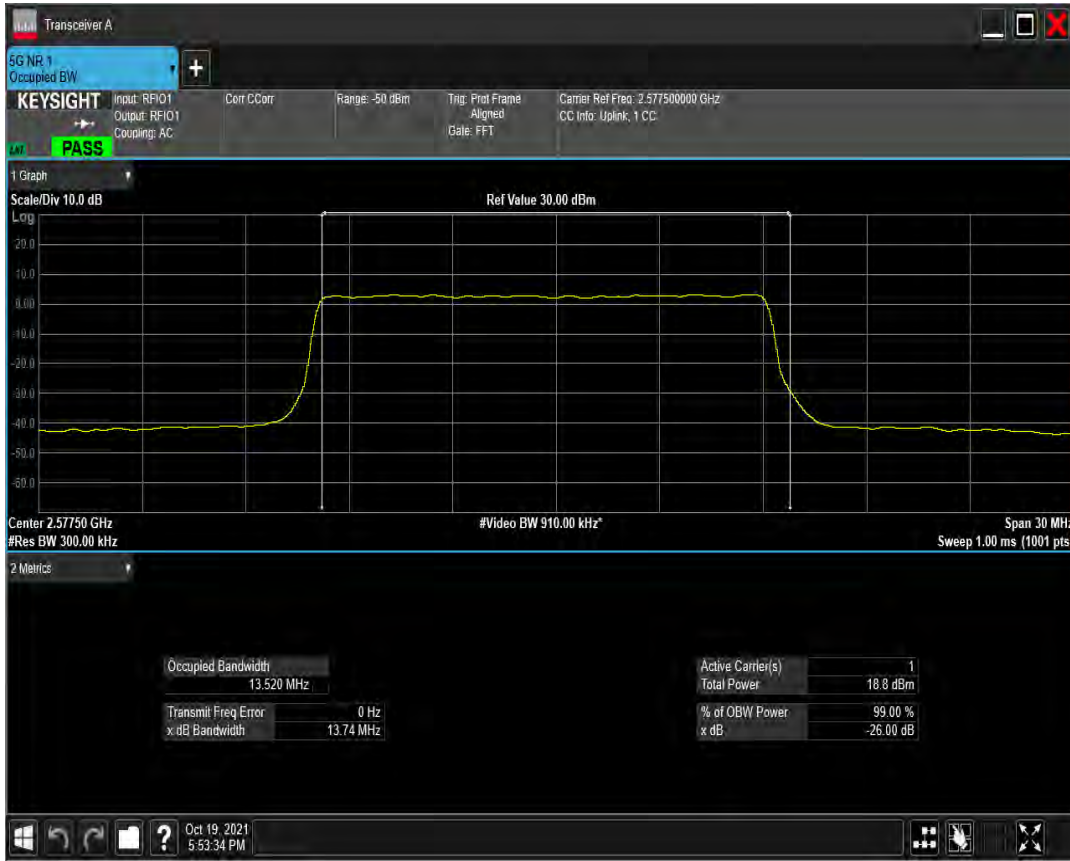 Transceiver A
5G NR 1
Occupied BW
KEYSIGHT
PASS
Input: RFIO1
Output: RFIO1
Coupling: AC
Corr CCorr
Range: -50 dBm
Trig: Prot Frame
Aligned
Gate: FFT
Carrier Ref Freq: 2.577500000 GHz
CC Info: Uplink, 1 CC
1 Graph
Scale/Div 10.0 dB
Ref Value 30.00 dBm
Log
20.0
10.0
0.00
-10.0
-20.0
-30.0
-40.0
-50.0
-60.0
Center 2.57750 GHz
#Video BW 910.00 kHz*
Span 30 MHz
#Res BW 300.00 kHz
Sweep 1.00 ms (1001 pts
2 Metrics
Occupied Bandwidth
13.520 MHz
Active Carrier(s) 1
Total Power 18.8 dBm
Transmit Freq Error 0 Hz
x dB Bandwidth 13.74 MHz
% of OBW Power 99.00 %
x dB -26.00 dB
?
Oct 19, 2021
5:53:34 PM